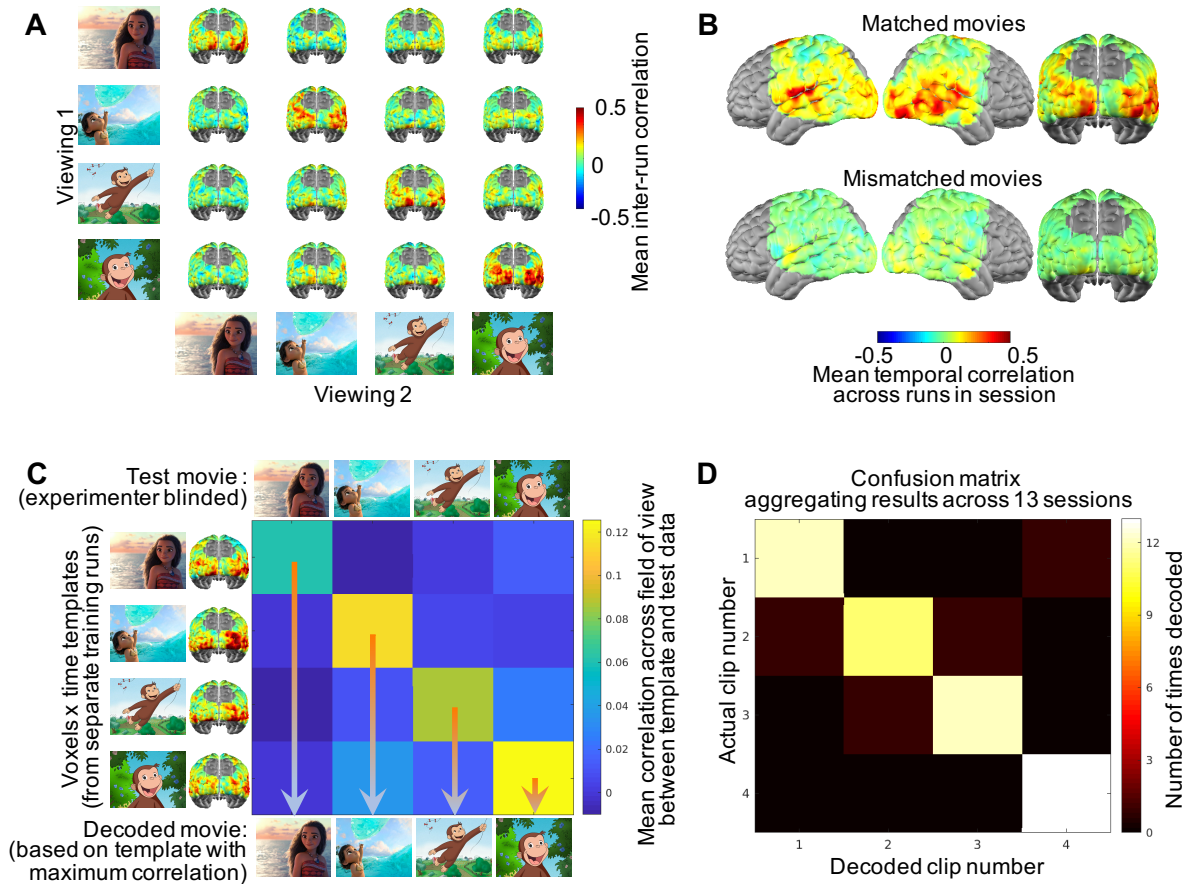 A
Viewing 1
Viewing 2
0.5
0
-0.5
Mean inter-run correlation
B
Matched movies
Mismatched movies
-0.5
0
0.5
Mean temporal correlation
across runs in session
C
Test movie :
(experimenter blinded)
Voxels x time templates
(from separate training runs)
Decoded movie:
(based on template with
maximum correlation)
0.12
0.1
0.08
0.06
0.04
0.02
0
Mean correlation across field of view
between template and test data
D
Confusion matrix
aggregating results across 13 sessions
Actual clip number
1
2
3
4
1
2
3
4
Decoded clip number
12
9
6
3
0
Number of times decoded